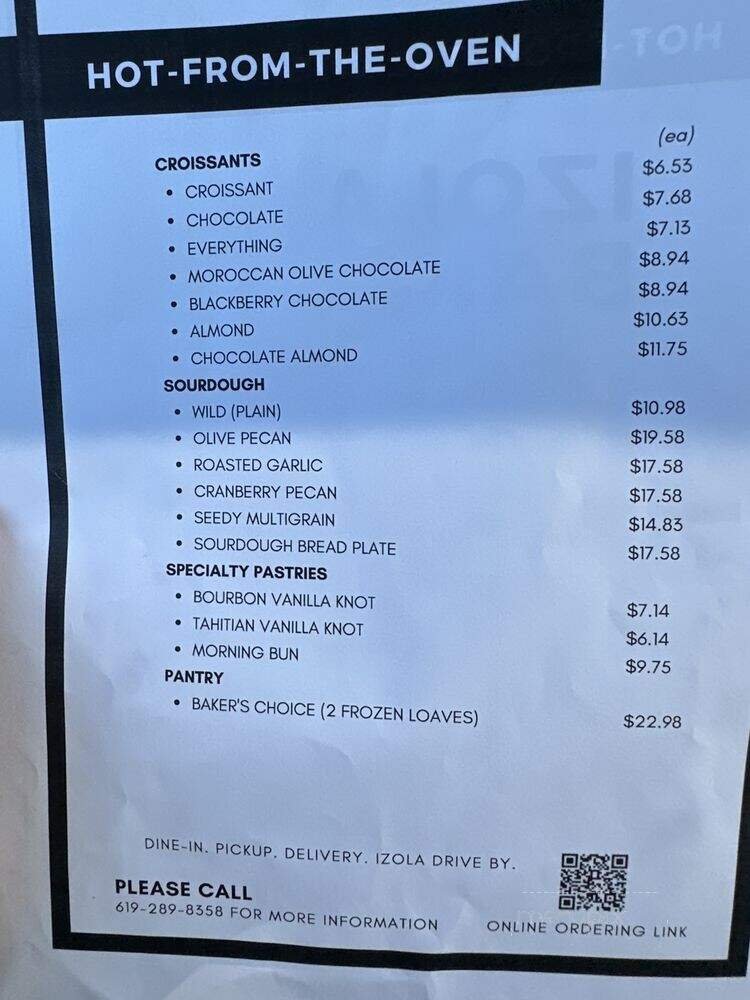 HOT-FROM-THE-OVEN
(ea)
CROISSANTS
• CROISSANT $6.53
• CHOCOLATE $7.68
• EVERYTHING $7.13
• MOROCCAN OLIVE CHOCOLATE $8.94
• BLACKBERRY CHOCOLATE $8.94
• ALMOND $10.63
• CHOCOLATE ALMOND $11.75
SOURDOUGH
• WILD (PLAIN) $10.98
• OLIVE PECAN $19.58
• ROASTED GARLIC $17.58
• CRANBERRY PECAN $17.58
• SEEDY MULTIGRAIN $14.83
• SOURDOUGH BREAD PLATE $17.58
SPECIALTY PASTRIES
• BOURBON VANILLA KNOT $7.14
• TAHITIAN VANILLA KNOT $6.14
• MORNING BUN $9.75
PANTRY
• BAKER'S CHOICE (2 FROZEN LOAVES) $22.98
DINE-IN. PICKUP. DELIVERY. IZOLA DRIVE BY.
PLEASE CALL
619-289-8358 FOR MORE INFORMATION
ONLINE ORDERING LINK